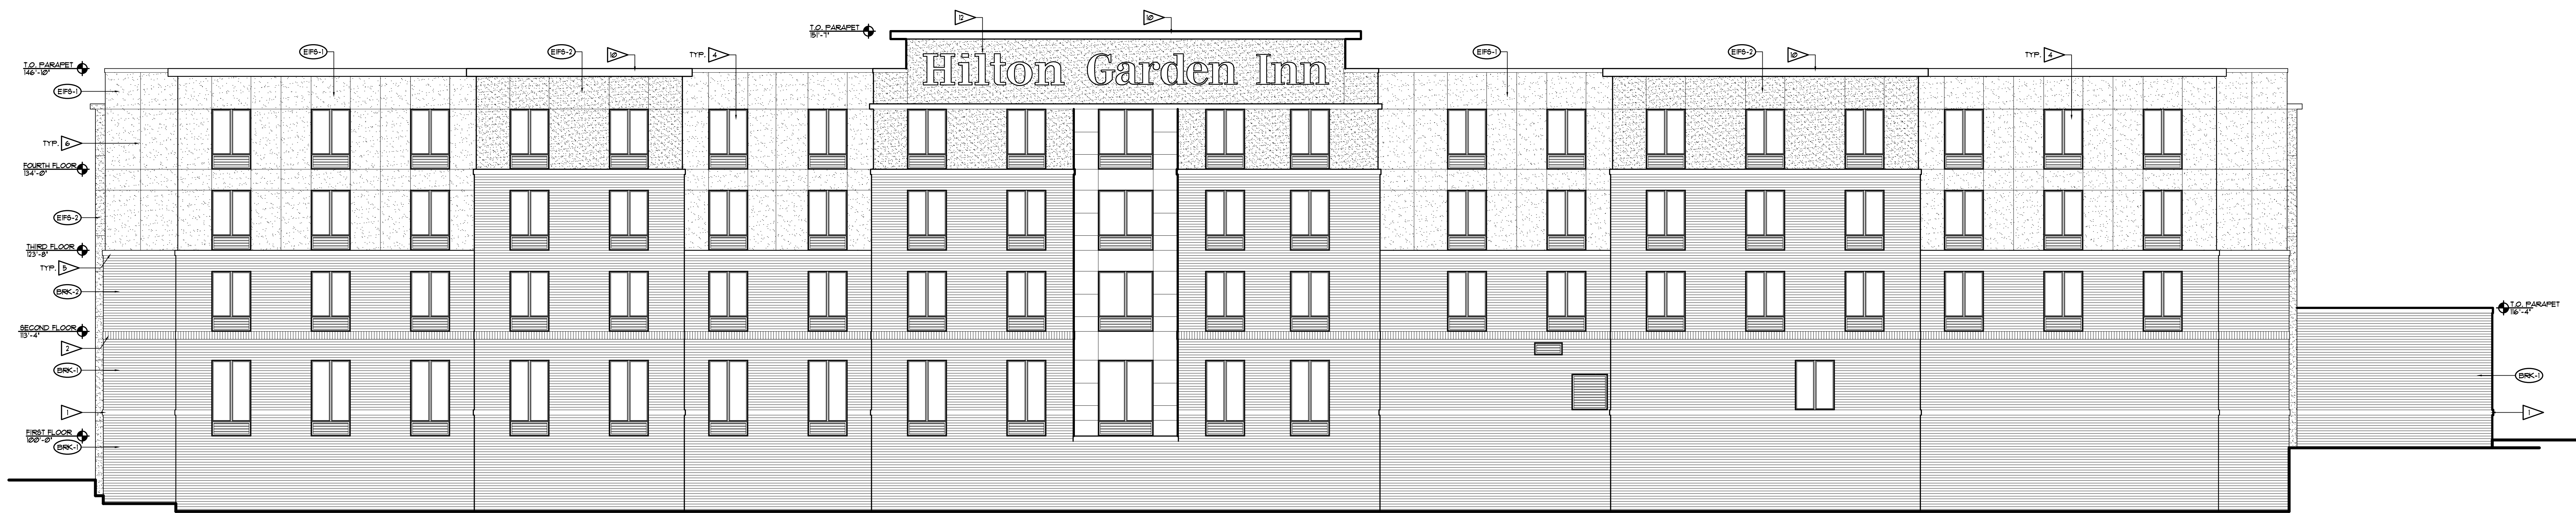 12
10
T.O. PARAPET
151'-1"
EIFS-1
EIFS-2
10
TYP. 4
EIFS-1
EIFS-2
10
TYP. 4
Hilton Garden Inn
T.O. PARAPET
146'-10"
EIFS-1
TYP. 6
FOURTH FLOOR
134'-0"
EIFS-2
THIRD FLOOR
123'-8"
TYP. 5
BRK-2
T.O. PARAPET
116'-4"
SECOND FLOOR
113'-4"
2
BRK-1
BRK-1
1
1
FIRST FLOOR
100'-0"
BRK-1